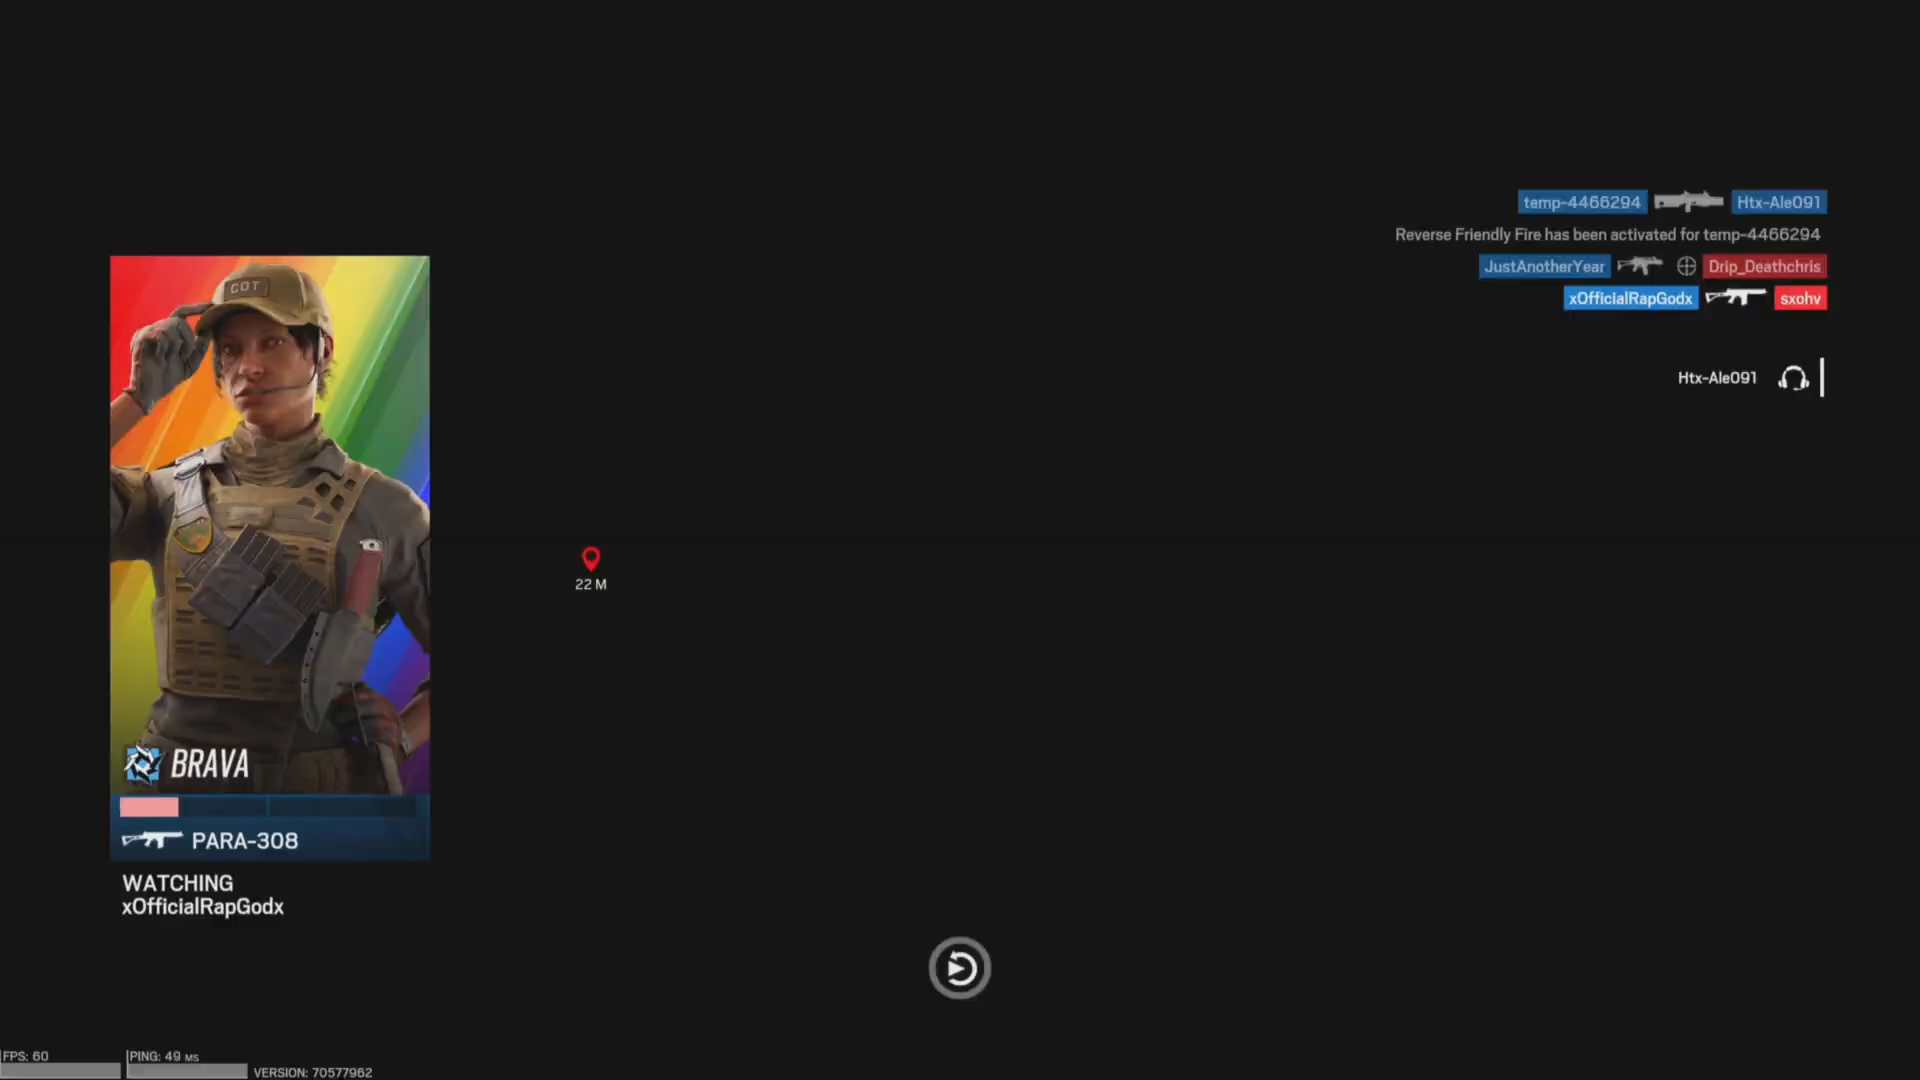 temp-4466294 Htx-Ale091
Reverse Friendly Fire has been activated for temp-4466294
JustAnotherYear Drip_Deathchris
xOfficialRapGodx sxohv
Htx-Ale091
COT
22 M
BRAVA
PARA-308
WATCHING
xOfficialRapGodx
FPS: 60 PING: 49 MS VERSION: 70577962